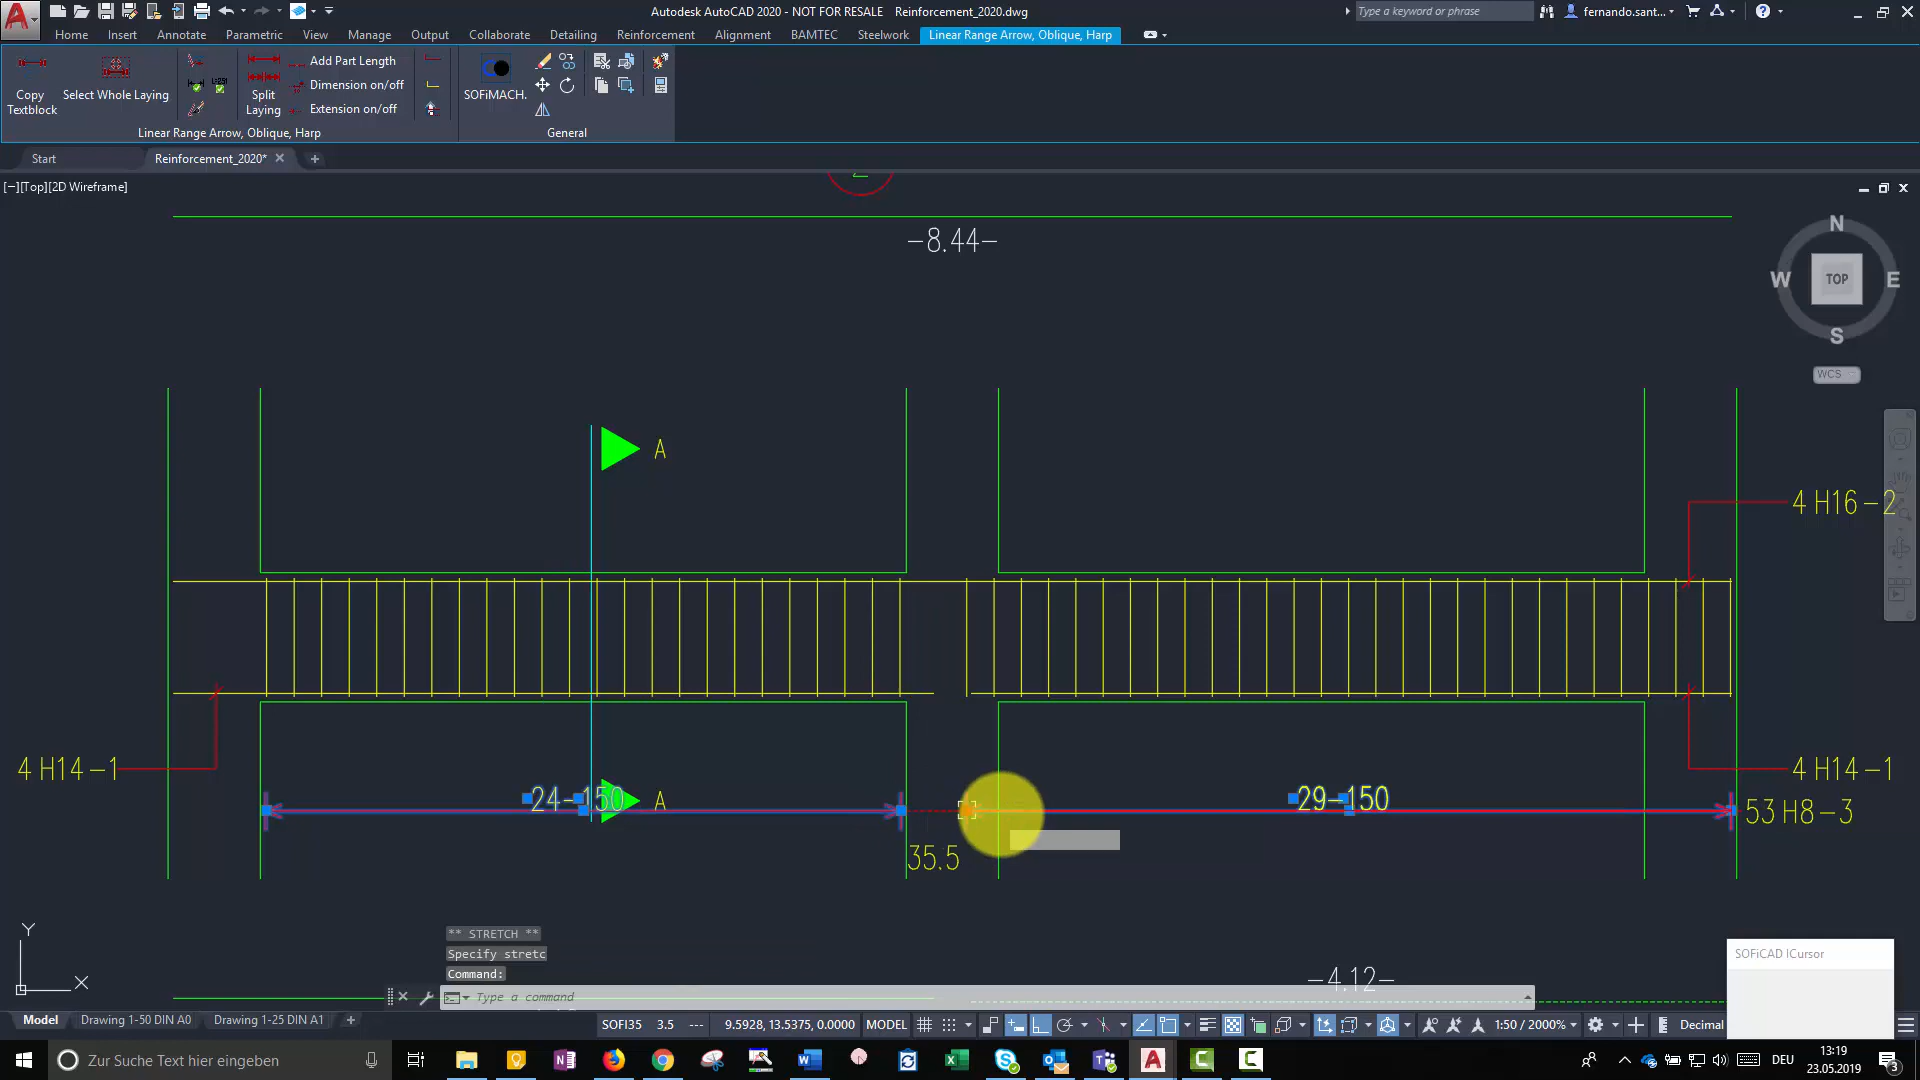 Autodesk AutoCAD 2020 - NOT FOR RESALE Reinforcement_2020.dwg
Type a keyword or phrase
fernando.sant...
Home Insert Annotate Parametric View Manage Output Collaborate Detailing Reinforcement Alignment BAMTEC Steelwork Linear Range Arrow, Oblique, Harp
Copy Textblock
Select Whole Laying
Split Laying
Add Part Length
Dimension on/off
Extension on/off
SOFiMACH.
Linear Range Arrow, Oblique, Harp
General
Start
Reinforcement_2020*
[−][Top][2D Wireframe]
-8.44-
N
W
TOP
E
S
WCS
A
4 H16-2
4 H14-1
24-150
A
29-150
4 H14-1
53 H8-3
35.5
Y
X
** STRETCH **
Specify stretc
Command:
Type a command
-4.12-
SOFiCAD ICursor
Model
Drawing 1-50 DIN A0
Drawing 1-25 DIN A1
SOFI35 3.5 --- 9.5928, 13.5375, 0.0000 MODEL
1:50 / 2000%
Decimal
Zur Suche Text hier eingeben
DEU
13:19
23.05.2019
3